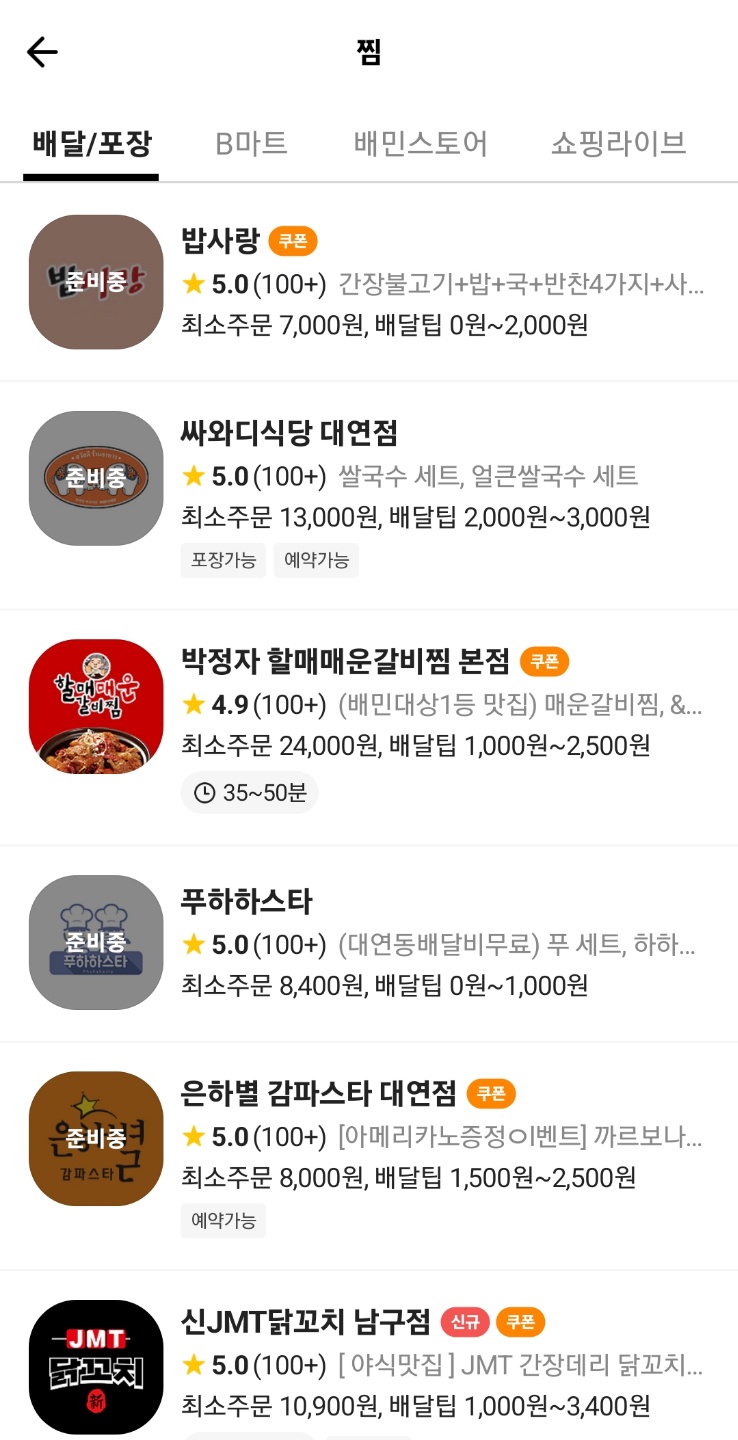 찜
배달/포장 B마트 배민스토어 쇼핑라이브
준비중
밥사랑 쿠폰
5.0(100+) 간장불고기+밥+국+반찬4가지+사...
최소주문 7,000원, 배달팁 0원~2,000원
준비중
싸와디식당 대연점
5.0(100+) 쌀국수 세트, 얼큰쌀국수 세트
최소주문 13,000원, 배달팁 2,000원~3,000원
포장가능 예약가능
할매매운
갈비찜
박정자 할매매운갈비찜 본점 쿠폰
4.9(100+) (배민대상1등 맛집) 매운갈비찜, &...
최소주문 24,000원, 배달팁 1,000원~2,500원
35~50분
준비중
푸하하스타
푸하하스타
5.0(100+) (대연동배달비무료) 푸 세트, 하하...
최소주문 8,400원, 배달팁 0원~1,000원
준비중
감파스타
은하별 감파스타 대연점 쿠폰
5.0(100+) [아메리카노증정이벤트] 까르보나...
최소주문 8,000원, 배달팁 1,500원~2,500원
예약가능
JMT
닭꼬치
新
신JMT닭꼬치 남구점 신규 쿠폰
5.0(100+) [ 야식맛집 ] JMT 간장데리 닭꼬치...
최소주문 10,900원, 배달팁 1,000원~3,400원